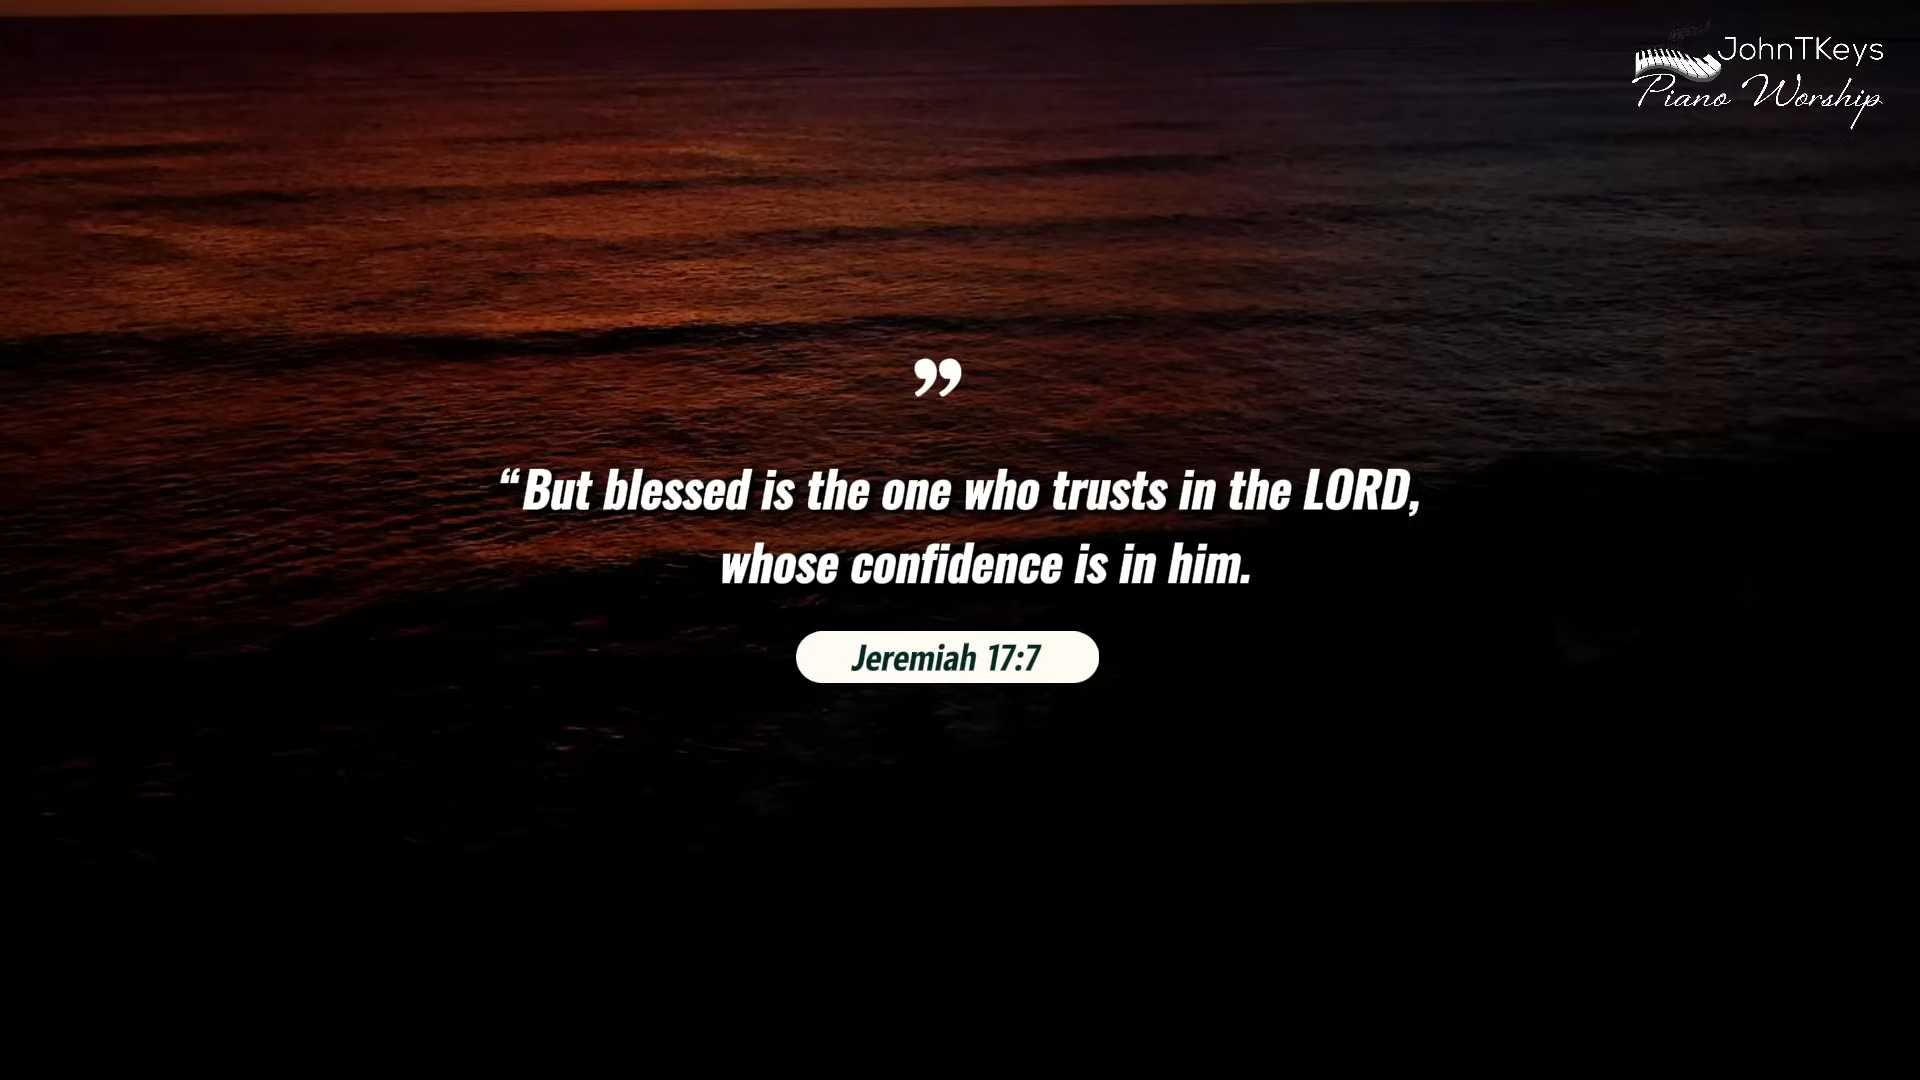 JohnTKeys
Piano Worship
”
“But blessed is the one who trusts in the LORD,
whose confidence is in him.
Jeremiah 17:7